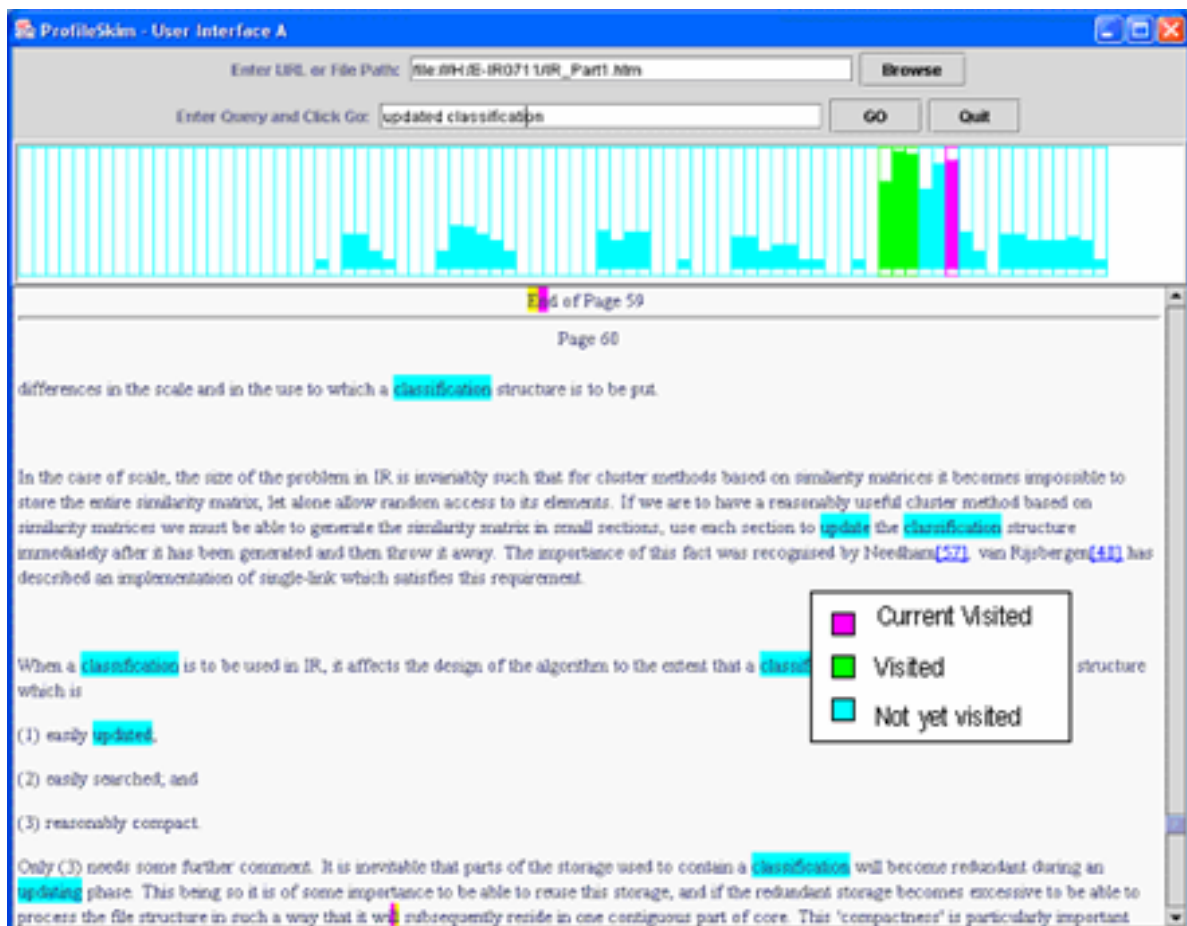 ProfileSkim - User Interface A
Enter URL or File Path: file:///H:/E-IR0711/IR_Part1.htm Browse
Enter Query and Click Go: updated classification GO Quit
End of Page 59
Page 60
differences in the scale and in the use to which a classification structure is to be put.
In the case of scale, the size of the problem in IR is invariably such that for cluster methods based on similarity matrices it becomes impossible to
store the entire similarity matrix, let alone allow random access to its elements. If we are to have a reasonably useful cluster method based on
similarity matrices we must be able to generate the similarity matrix in small sections, use each section to update the classification structure
immediately after it has been generated and then throw it away. The importance of this fact was recognised by Needham[57]. van Rijsbergen[48] has
described an implementation of single-link which satisfies this requirement.
When a classification is to be used in IR, it affects the design of the algorithm to the extent that a classif structure
which is
(1) easily updated,
(2) easily searched; and
(3) reasonably compact.
Current Visited
Visited
Not yet visited
Only (3) needs some further comment. It is inevitable that parts of the storage used to contain a classification will become redundant during an
updating phase. This being so it is of some importance to be able to reuse this storage, and if the redundant storage becomes excessive to be able to
process the file structure in such a way that it will subsequently reside in one contiguous part of core. This 'compactness' is particularly important